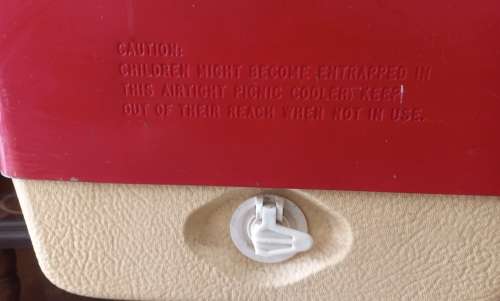 CAUTION:
CHILDREN MIGHT BECOME ENTRAPPED IN
THIS AIRTIGHT PICNIC COOLER. KEEP
OUT OF THEIR REACH WHEN NOT IN USE.